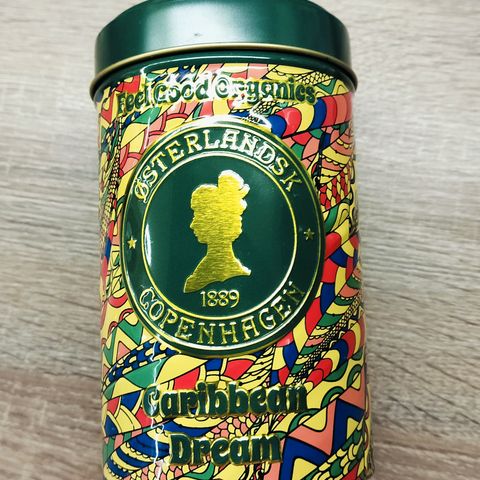 Feel Good Organics
ØSTERLANDSK
1889
COPENHAGEN
Caribbean
Dream